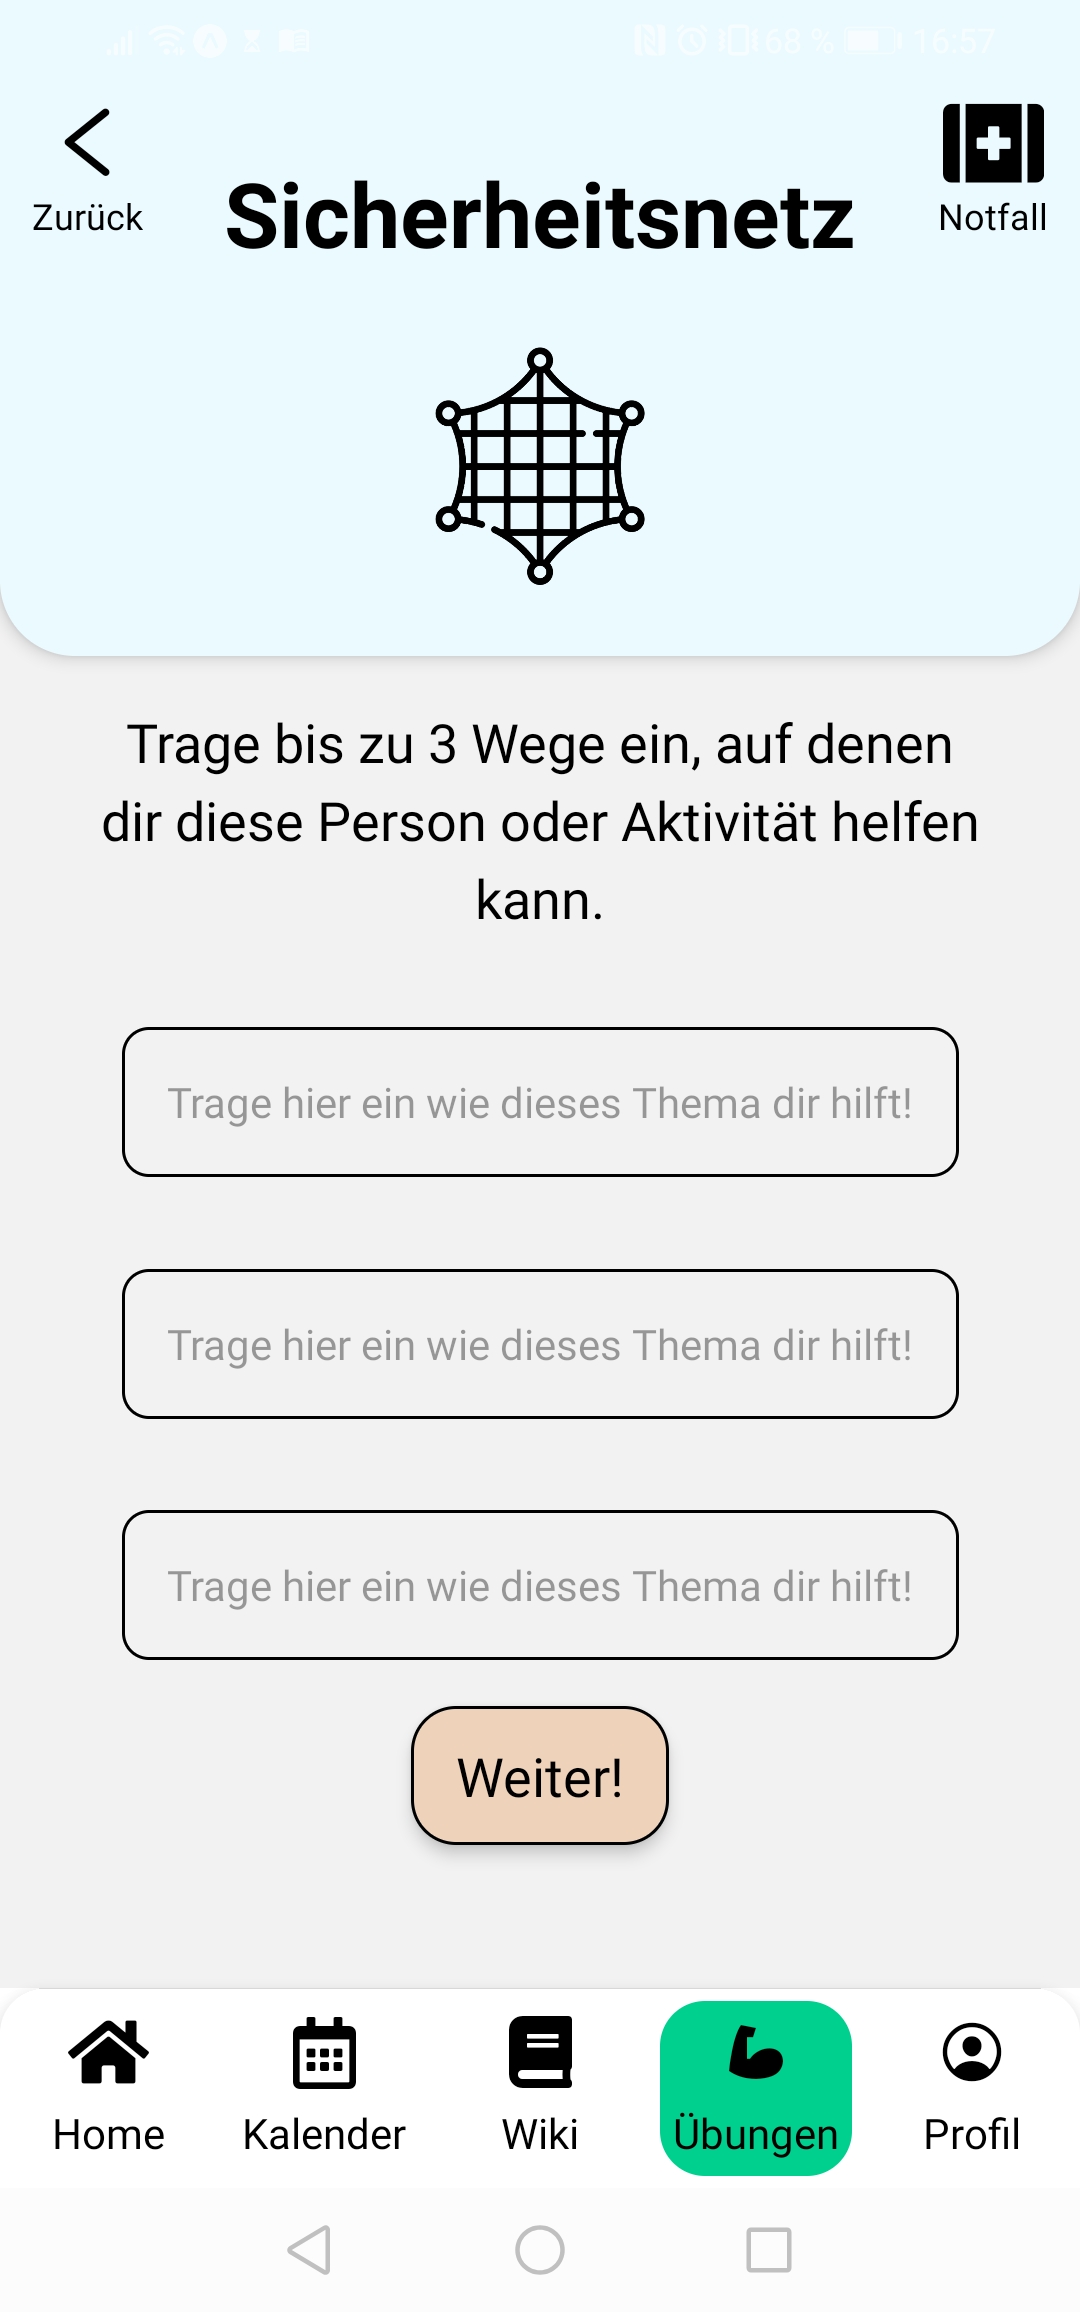 68 % 16:57
Zurück
Notfall
Sicherheitsnetz
Trage bis zu 3 Wege ein, auf denen
dir diese Person oder Aktivität helfen
kann.
Trage hier ein wie dieses Thema dir hilft!
Trage hier ein wie dieses Thema dir hilft!
Trage hier ein wie dieses Thema dir hilft!
Weiter!
Home Kalender Wiki Übungen Profil